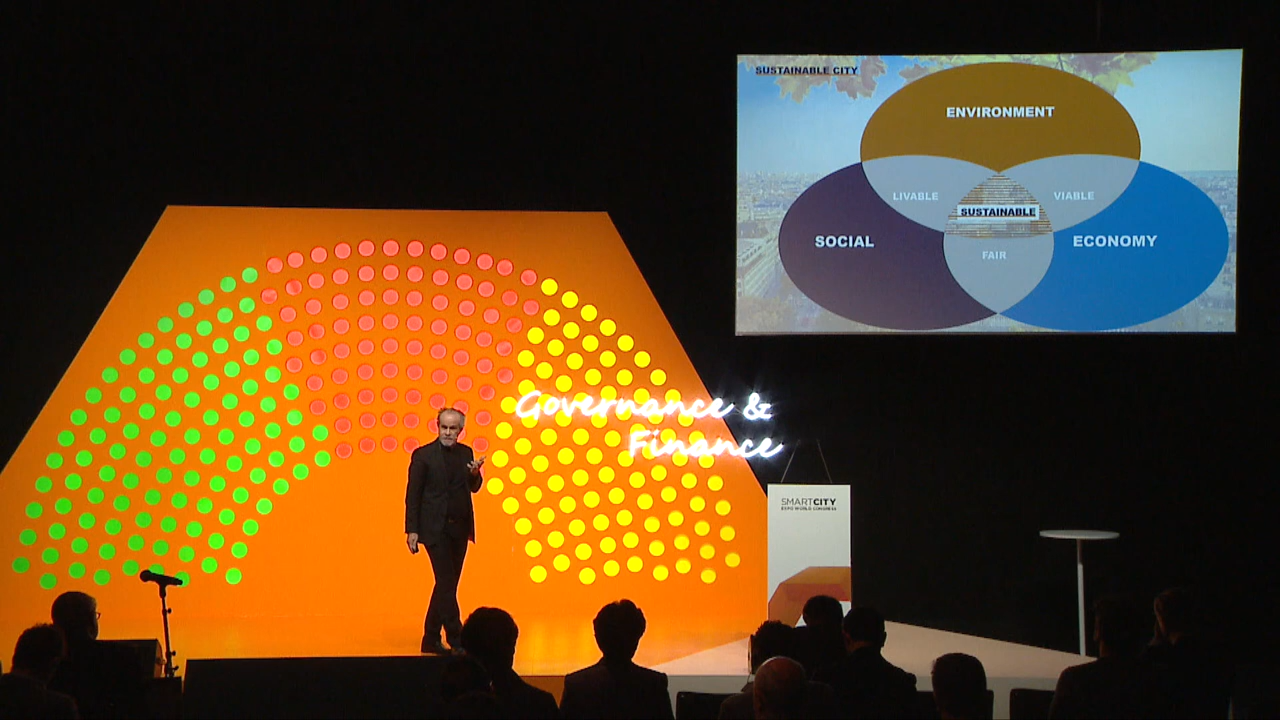 SUSTAINABLE CITY
ENVIRONMENT
LIVABLE
VIABLE
SUSTAINABLE
SOCIAL
ECONOMY
FAIR
Governance &
Finance
SMARTCITY
EXPO WORLD CONGRESS